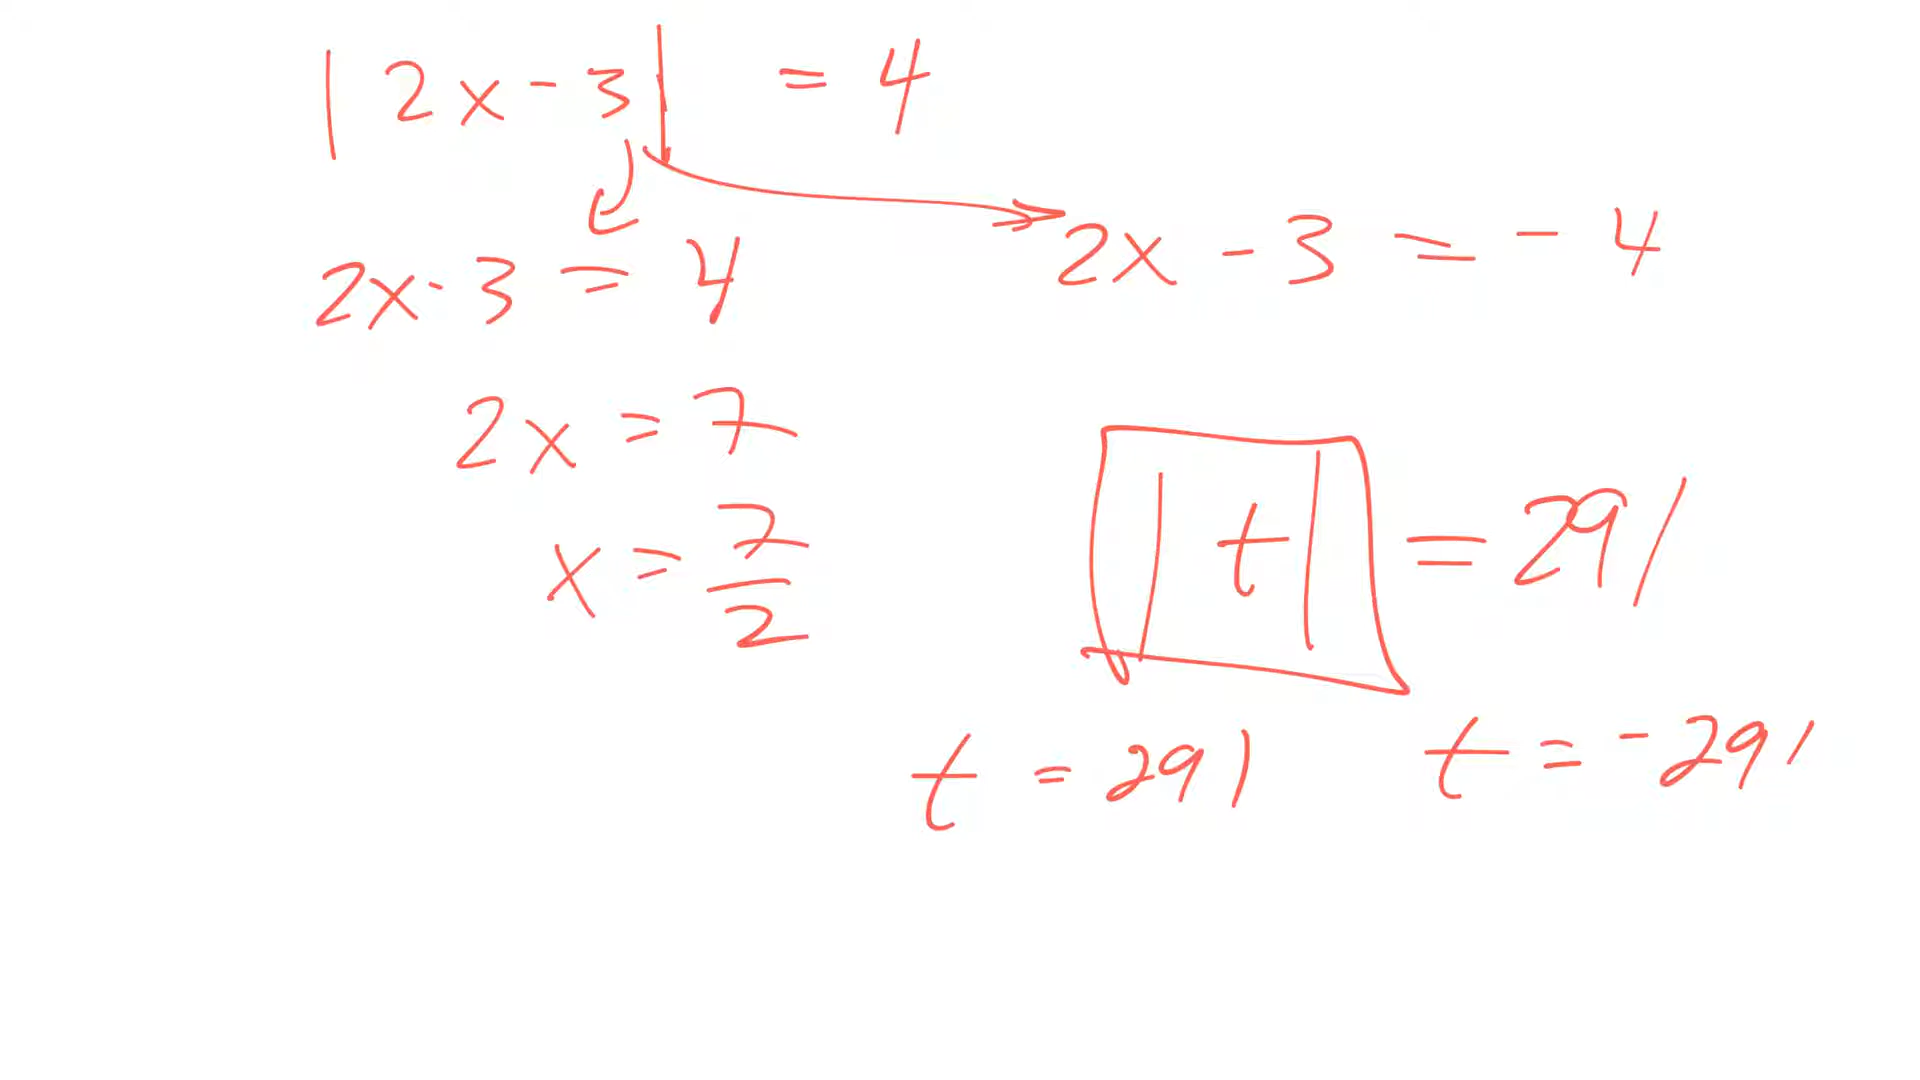 |2x - 3| = 4
2x - 3 = 4
2x - 3 = - 4
2x = 7
x = 7/2
|t| = 291
t = 291
t = - 291